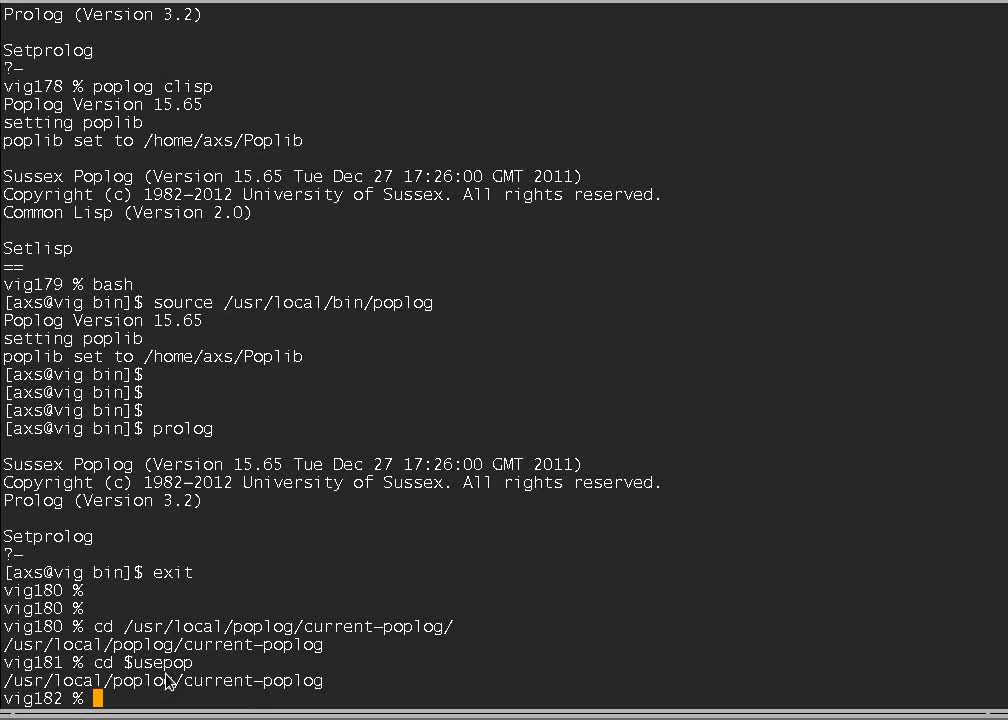 Prolog (Version 3.2)
Setprolog
?-
vig178 % poplog clisp
Poplog Version 15.65
setting poplib
poplib set to /home/axs/Poplib
Sussex Poplog (Version 15.65 Tue Dec 27 17:26:00 GMT 2011)
Copyright (c) 1982-2012 University of Sussex. All rights reserved.
Common Lisp (Version 2.0)
Setlisp
==
vig179 % bash
[axs@vig bin]$ source /usr/local/bin/poplog
Poplog Version 15.65
setting poplib
poplib set to /home/axs/Poplib
[axs@vig bin]$
[axs@vig bin]$
[axs@vig bin]$
[axs@vig bin]$ prolog
Sussex Poplog (Version 15.65 Tue Dec 27 17:26:00 GMT 2011)
Copyright (c) 1982-2012 University of Sussex. All rights reserved.
Prolog (Version 3.2)
Setprolog
?-
[axs@vig bin]$ exit
vig180 %
vig180 %
vig180 % cd /usr/local/poplog/current-poplog/
/usr/local/poplog/current-poplog
vig181 % cd $usepop
/usr/local/poplog/current-poplog
vig182 %